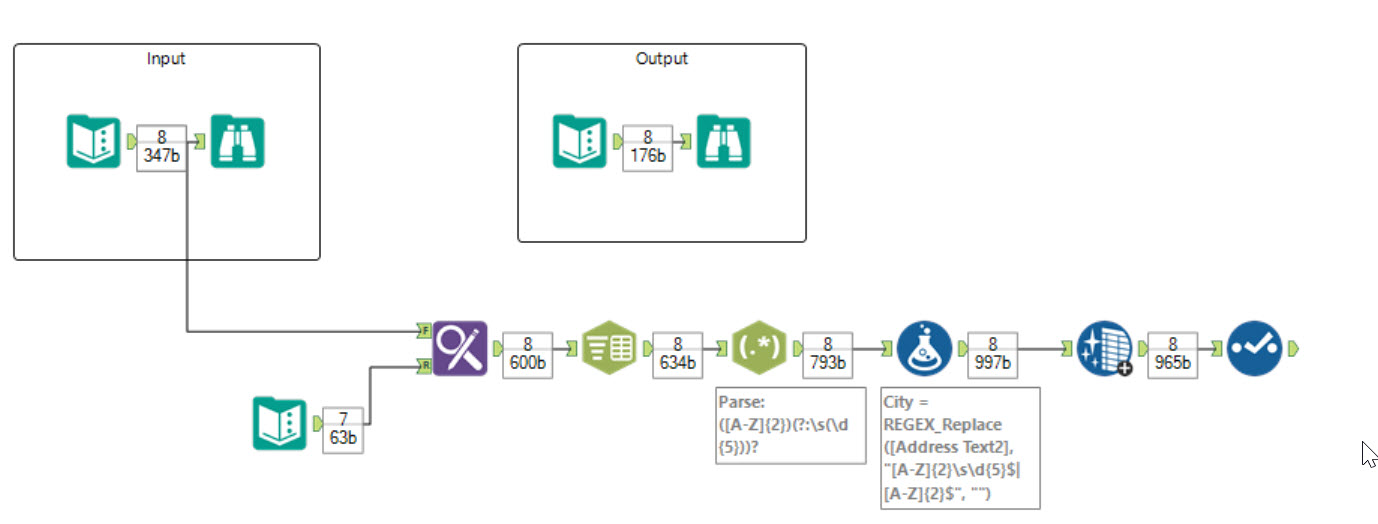 Input
Output
8
347b
8
176b
F
R
8
600b
8
634b
(.*)
8
793b
8
997b
8
965b
7
63b
Parse:
([A-Z]{2})(?:\s(\d
{5}))?
City =
REGEX_Replace
([Address Text2],
"[A-Z]{2}\s\d{5}$|
[A-Z]{2}$", "")